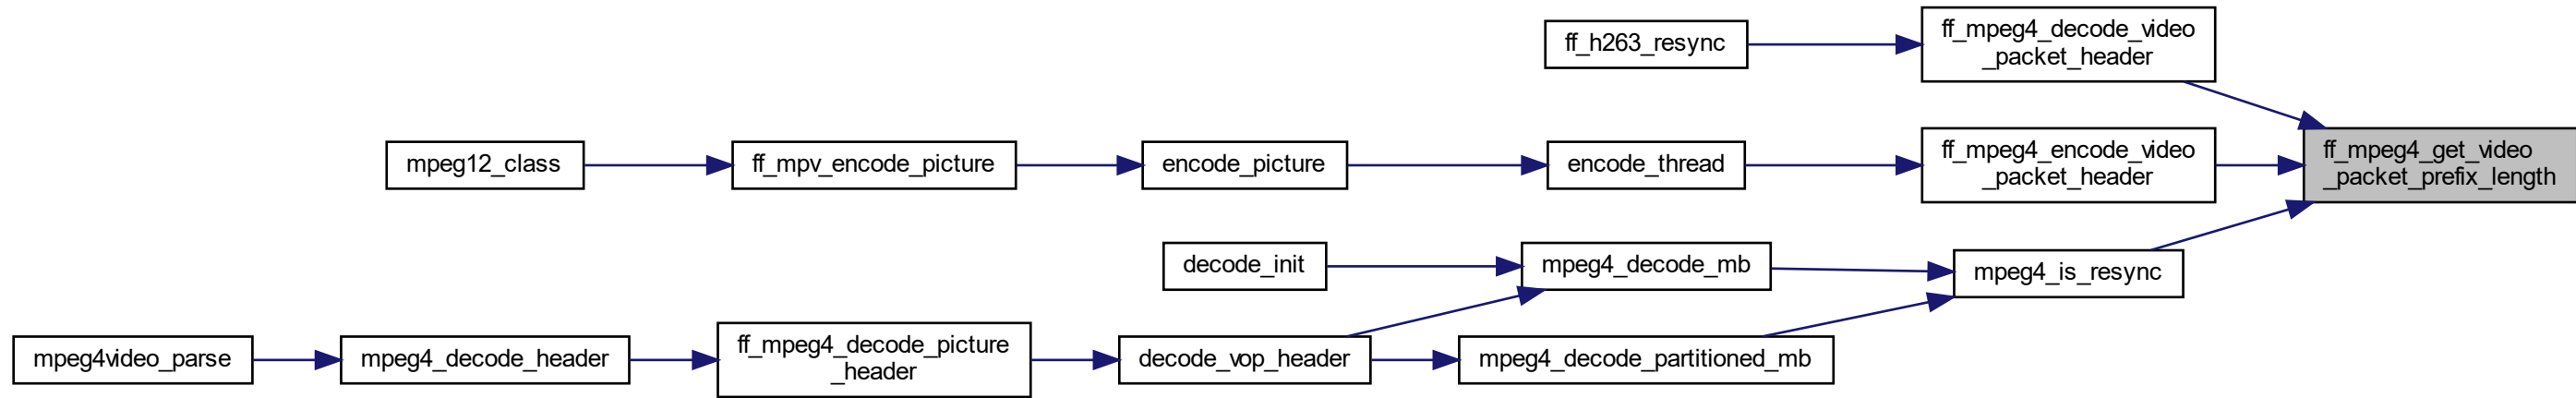 ff_h263_resync
ff_mpeg4_decode_video
_packet_header
mpeg12_class
ff_mpv_encode_picture
encode_picture
encode_thread
ff_mpeg4_encode_video
_packet_header
ff_mpeg4_get_video
_packet_prefix_length
decode_init
mpeg4_decode_mb
mpeg4_is_resync
mpeg4video_parse
mpeg4_decode_header
ff_mpeg4_decode_picture
_header
decode_vop_header
mpeg4_decode_partitioned_mb